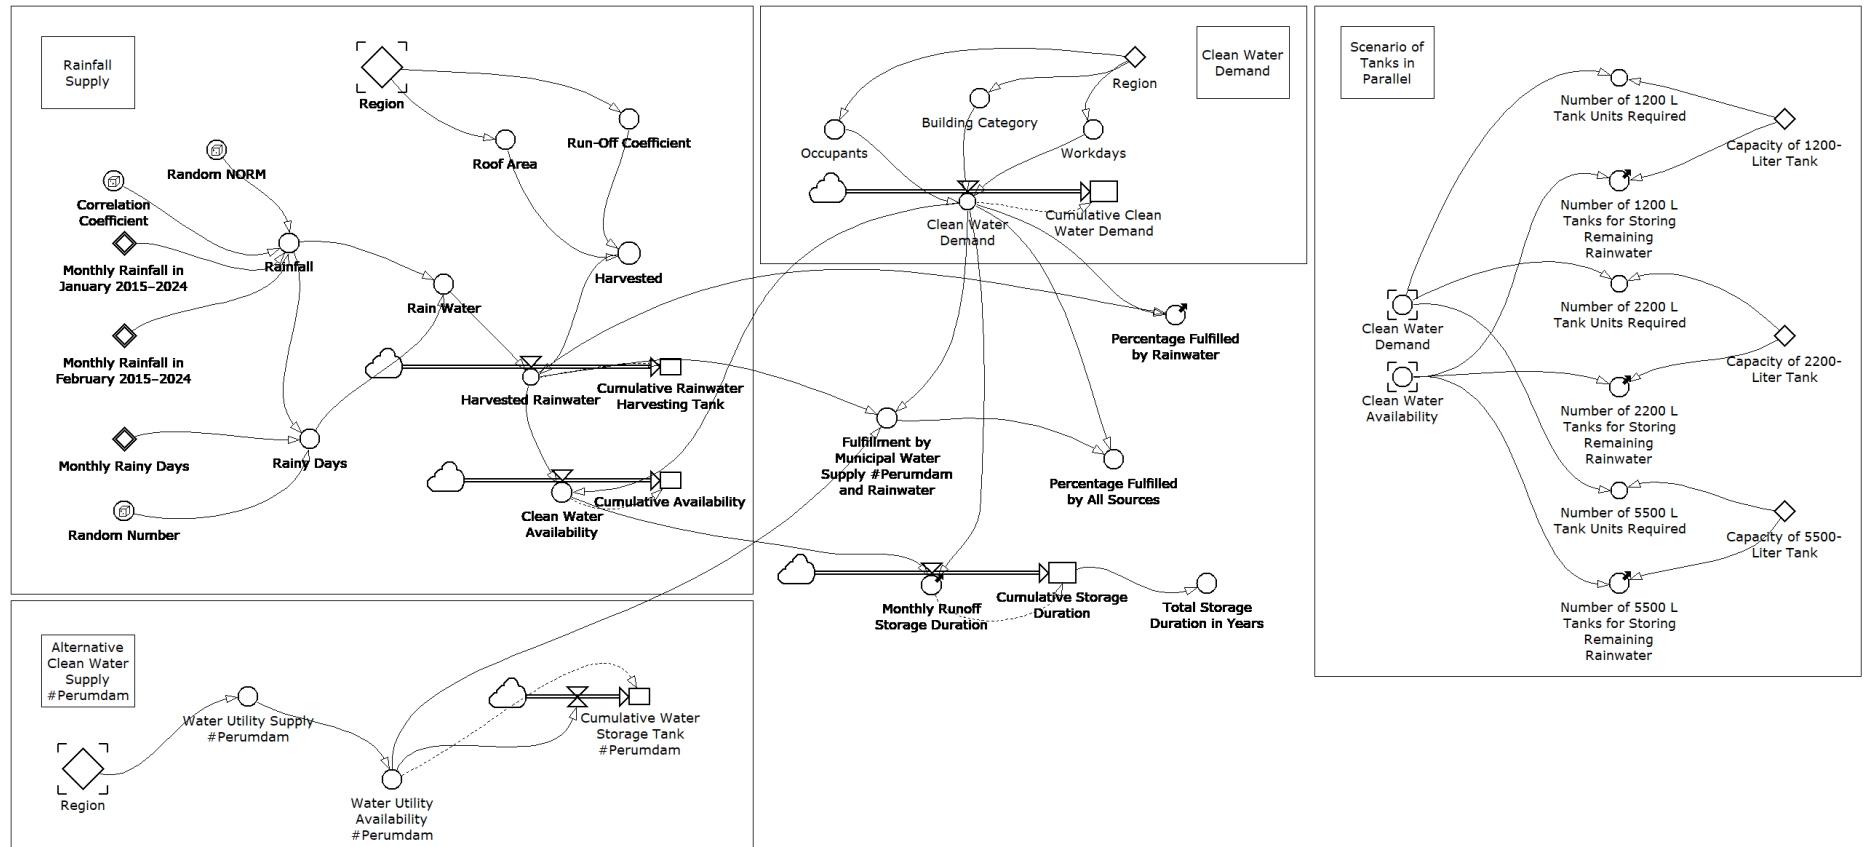 Rainfall
Supply
Region
Run-Off Coefficient
Roof Area
Random NORM
Correlation
Coefficient
Monthly Rainfall in
January 2015–2024
Rainfall
Harvested
Rain Water
Monthly Rainfall in
February 2015–2024
Harvested Rainwater
Cumulative Rainwater
Harvesting Tank
Monthly Rainy Days
Rainy Days
Random Number
Clean Water
Availability
Cumulative Availability
Clean Water
Demand
Region
Building Category
Occupants
Workdays
Clean Water
Demand
Cumulative Clean
Water Demand
Percentage Fulfilled
by Rainwater
Fulfillment by
Municipal Water
Supply #Perumdam
and Rainwater
Percentage Fulfilled
by All Sources
Monthly Runoff
Storage Duration
Cumulative Storage
Duration
Total Storage
Duration in Years
Alternative
Clean Water
Supply
#Perumdam
Region
Water Utility Supply
#Perumdam
Water Utility
Availability
#Perumdam
Cumulative Water
Storage Tank
#Perumdam
Scenario of
Tanks in
Parallel
Number of 1200 L
Tank Units Required
Capacity of 1200-
Liter Tank
Number of 1200 L
Tanks for Storing
Remaining
Rainwater
Clean Water
Demand
Clean Water
Availability
Number of 2200 L
Tank Units Required
Capacity of 2200-
Liter Tank
Number of 2200 L
Tanks for Storing
Remaining
Rainwater
Number of 5500 L
Tank Units Required
Capacity of 5500-
Liter Tank
Number of 5500 L
Tanks for Storing
Remaining
Rainwater